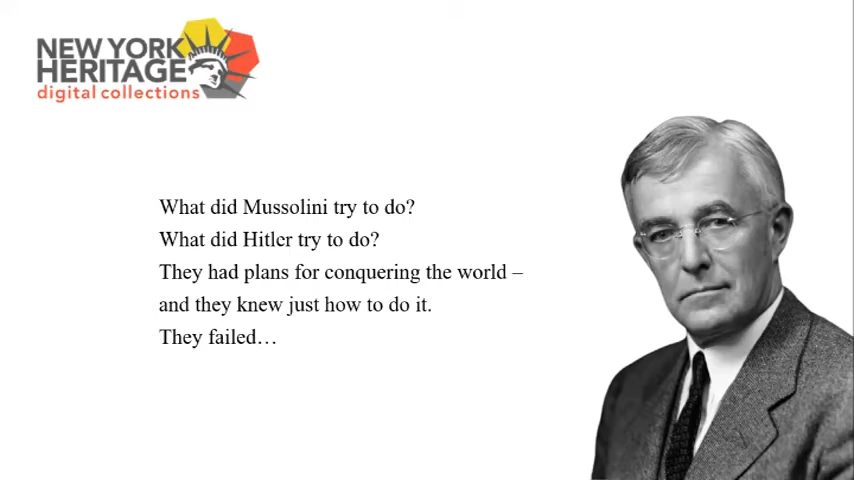 NEW YORK
HERITAGE
digital collections
What did Mussolini try to do?
What did Hitler try to do?
They had plans for conquering the world –
and they knew just how to do it.
They failed…